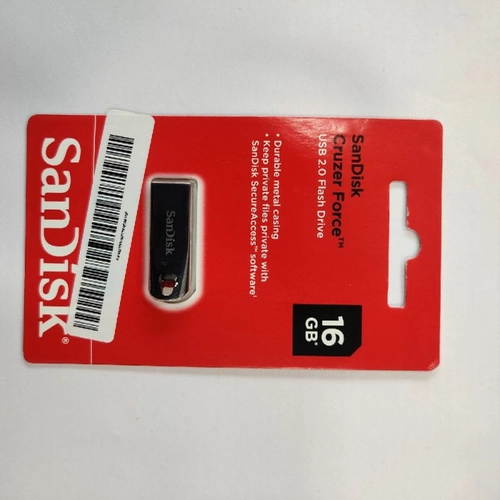 SanDisk
Cruzer Force™
USB 2.0 Flash Drive
• Durable metal casing
• Keep private files private with
SanDisk SecureAccess™ software¹
16
GB*
SanDisk
SanDisk®